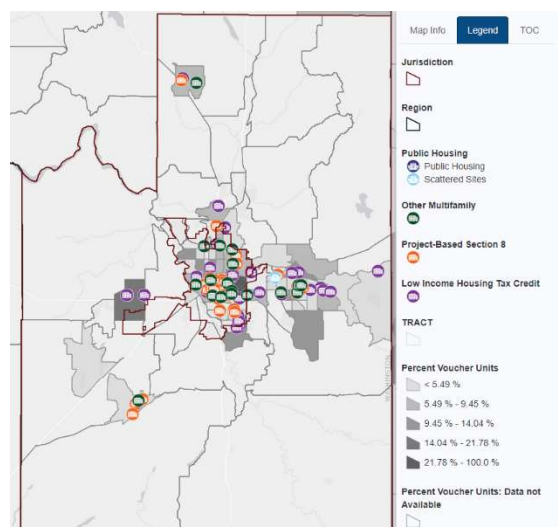 Map Info
Legend
TOC
Jurisdiction
Region
Public Housing
Public Housing
Scattered Sites
Other Multifamily
Project-Based Section 8
Low Income Housing Tax Credit
TRACT
Percent Voucher Units
< 5.49 %
5.49 % - 9.45 %
9.45 % - 14.04 %
14.04 % - 21.78 %
21.78 % - 100.0 %
Percent Voucher Units: Data not
Available
WASHINGTON